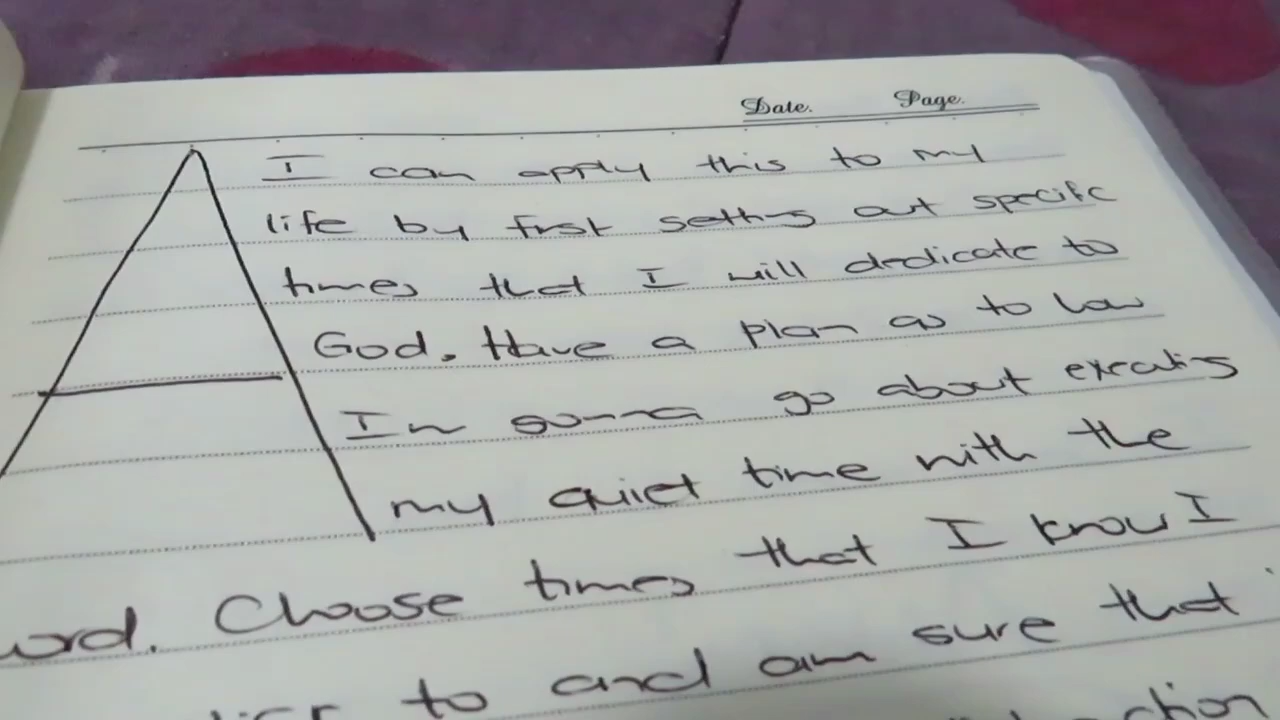 Date. Page.
A
I can apply this to my
life by first setting out specific
times that I will dedicate to
God. Have a plan as to how
Im gonna go about executing
my quiet time with the
word. Choose times that I know I
to and am sure that